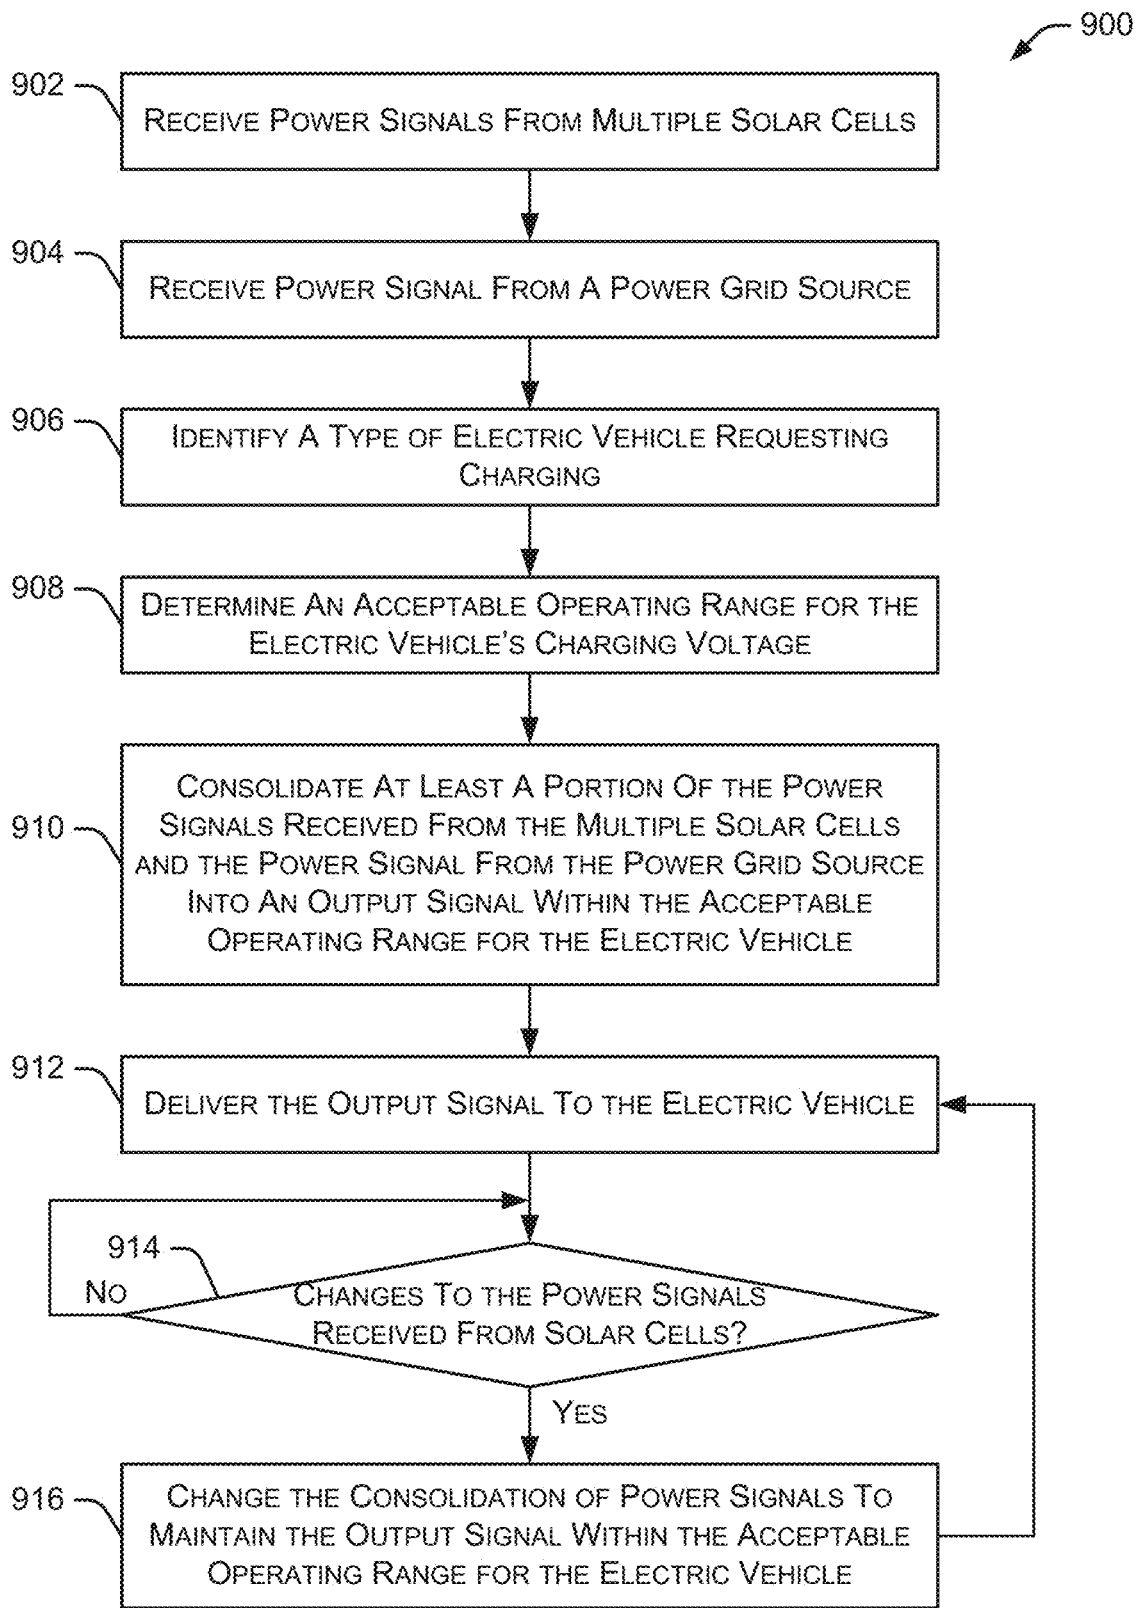 900
902
RECEIVE POWER SIGNALS FROM MULTIPLE SOLAR CELLS
904
RECEIVE POWER SIGNAL FROM A POWER GRID SOURCE
906
IDENTIFY A TYPE OF ELECTRIC VEHICLE REQUESTING
CHARGING
908
DETERMINE AN ACCEPTABLE OPERATING RANGE FOR THE
ELECTRIC VEHICLE'S CHARGING VOLTAGE
910
CONSOLIDATE AT LEAST A PORTION OF THE POWER
SIGNALS RECEIVED FROM THE MULTIPLE SOLAR CELLS
AND THE POWER SIGNAL FROM THE POWER GRID SOURCE
INTO AN OUTPUT SIGNAL WITHIN THE ACCEPTABLE
OPERATING RANGE FOR THE ELECTRIC VEHICLE
912
DELIVER THE OUTPUT SIGNAL TO THE ELECTRIC VEHICLE
914
NO
CHANGES TO THE POWER SIGNALS
RECEIVED FROM SOLAR CELLS?
YES
916
CHANGE THE CONSOLIDATION OF POWER SIGNALS TO
MAINTAIN THE OUTPUT SIGNAL WITHIN THE ACCEPTABLE
OPERATING RANGE FOR THE ELECTRIC VEHICLE